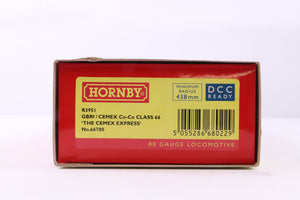 HORNBY
MINIMUM
RADIUS
438mm
DCC
READY
R3951
GBRf/CEMEX Co-Co CLASS 66
'THE CEMEX EXPRESS'
No.66780
5 055286 680229
00 GAUGE LOCOMOTIVE